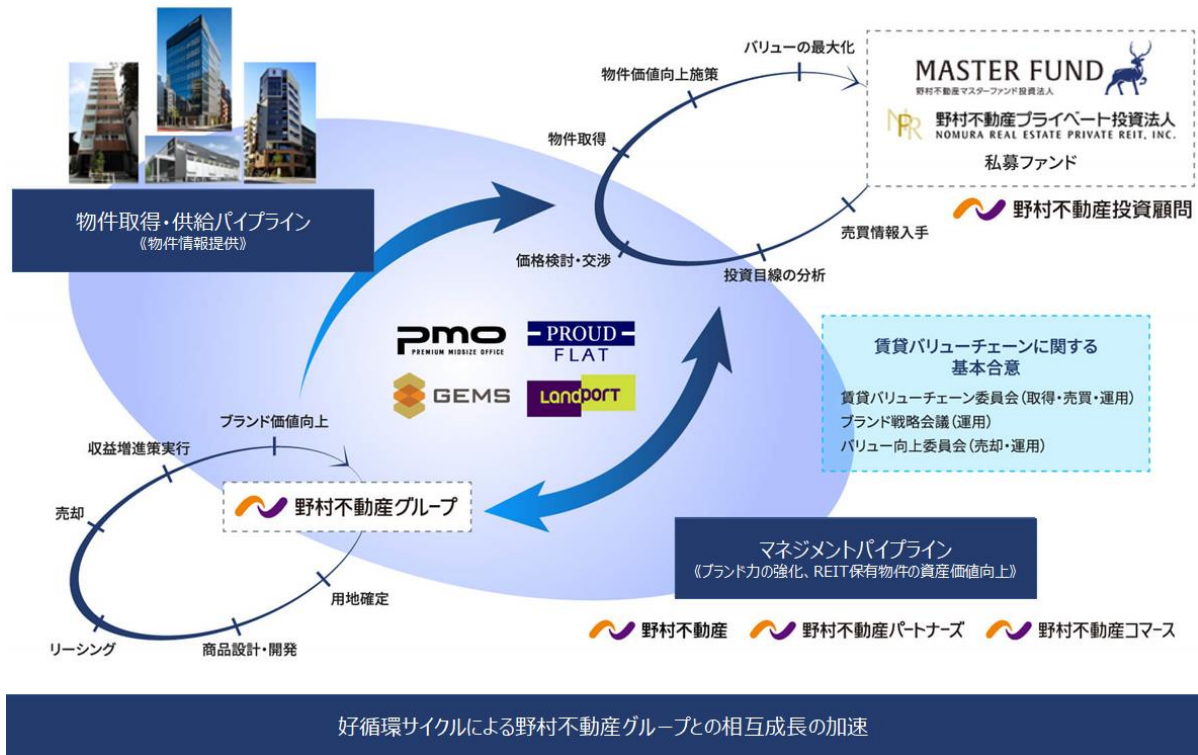 バリューの最大化
物件価値向上施策
物件取得
価格検討・交渉
投資目線の分析
売買情報入手
MASTER FUND
野村不動産マスターファンド投資法人
NPR
野村不動産プライベート投資法人
NOMURA REAL ESTATE PRIVATE REIT, INC.
私募ファンド
野村不動産投資顧問
物件取得・供給パイプライン
《物件情報提供》
PMO
PREMIUM MIDSIZE OFFICE
PROUD
FLAT
GEMS
Landport
賃貸バリューチェーンに関する
基本合意
賃貸バリューチェーン委員会(取得・売買・運用)
ブランド戦略会議(運用)
バリュー向上委員会(売却・運用)
ブランド価値向上
収益増進策実行
売却
リーシング
商品設計・開発
用地確定
野村不動産グループ
マネジメントパイプライン
《ブランド力の強化、REIT保有物件の資産価値向上》
野村不動産
野村不動産パートナーズ
野村不動産コマース
好循環サイクルによる野村不動産グループとの相互成長の加速